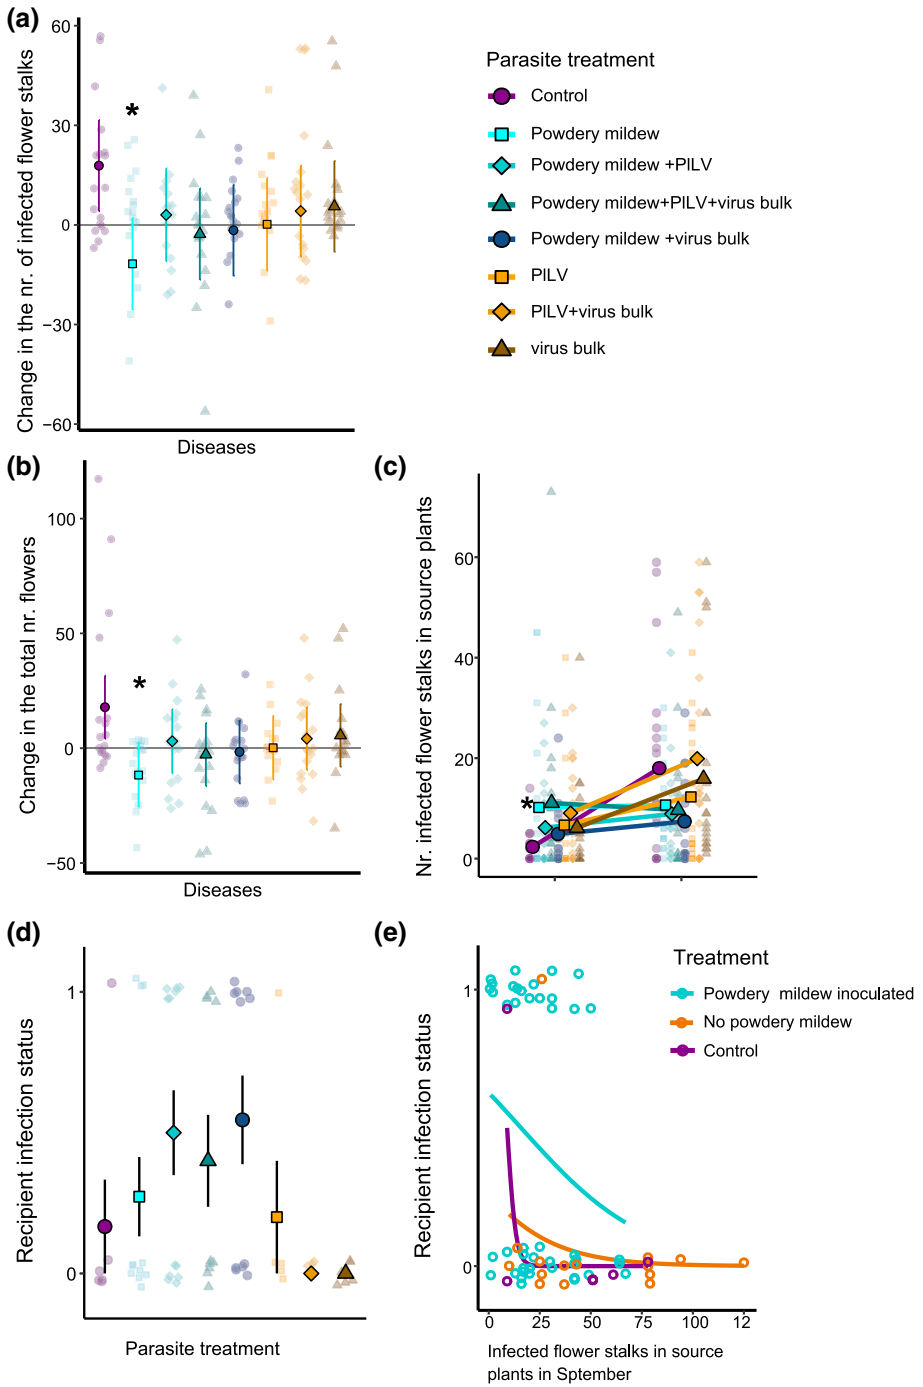 (a)
Change in the nr. of infected flower stalks
60
30
0
−30
−60
*
Diseases
Parasite treatment
Control
Powdery mildew
Powdery mildew +PlLV
Powdery mildew+PlLV+virus bulk
Powdery mildew +virus bulk
PlLV
PlLV+virus bulk
virus bulk
(b)
Change in the total nr. flowers
100
50
0
−50
*
Diseases
(c)
Nr. infected flower stalks in source plants
60
40
20
0
*
(d)
Recipient infection status
1
0
Parasite treatment
(e)
Recipient infection status
1
0
Treatment
Powdery mildew inoculated
No powdery mildew
Control
0 25 50 75 100 12
Infected flower stalks in source
plants in Sptember